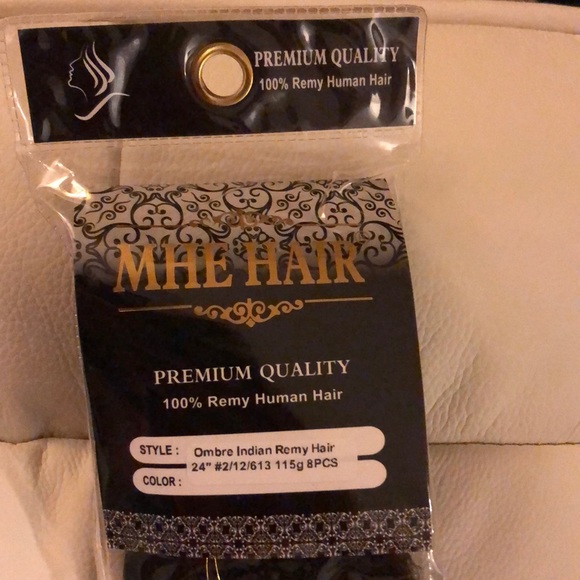 PREMIUM QUALITY
100% Remy Human Hair
MHE HAIR
PREMIUM QUALITY
100% Remy Human Hair
STYLE : Ombre Indian Remy Hair
24" #2/12/613 115g 8PCS
COLOR :